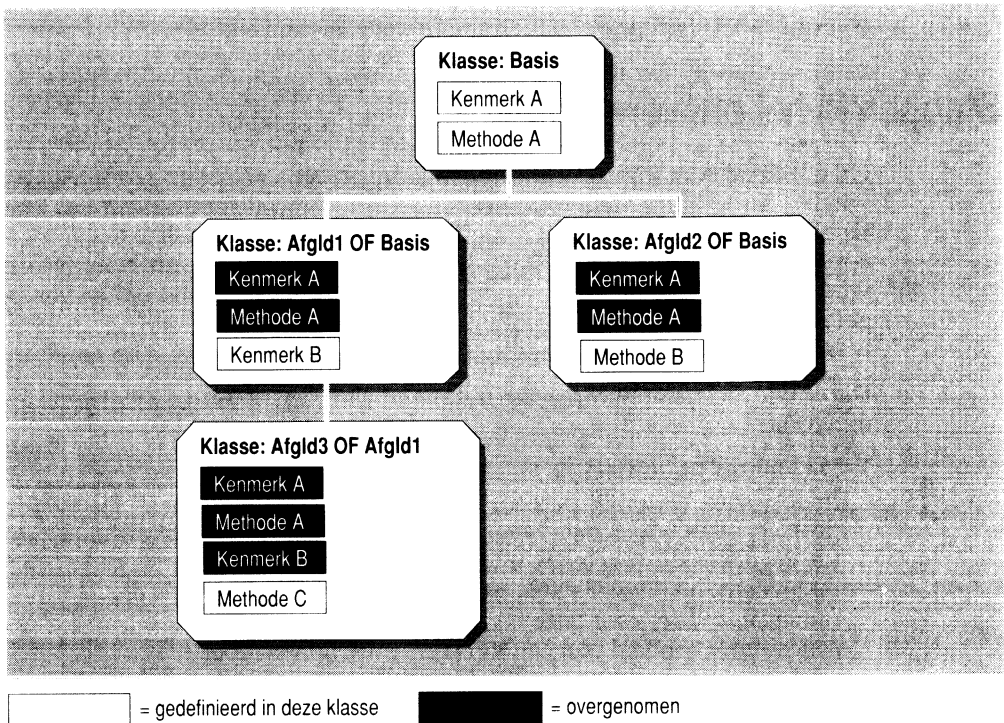 Klasse: Basis
Kenmerk A
Methode A
Klasse: Afgld1 OF Basis
Kenmerk A
Methode A
Kenmerk B
Klasse: Afgld2 OF Basis
Kenmerk A
Methode A
Methode B
Klasse: Afgld3 OF Afgld1
Kenmerk A
Methode A
Kenmerk B
Methode C
= gedefinieerd in deze klasse
= overgenomen